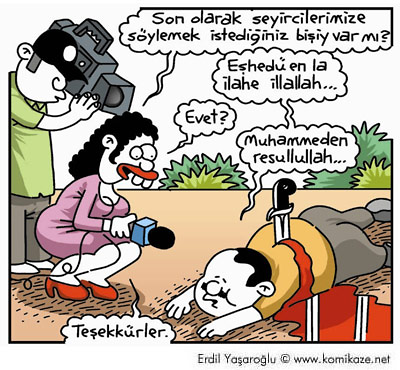 Son olarak seyircilerimize
söylemek istediğiniz bişiy var mı?
Eşhedü en la
ilahe illallah...
Evet?
Muhammeden
resullullah...
Teşekkürler.
Erdil Yaşaroğlu © www.komikaze.net